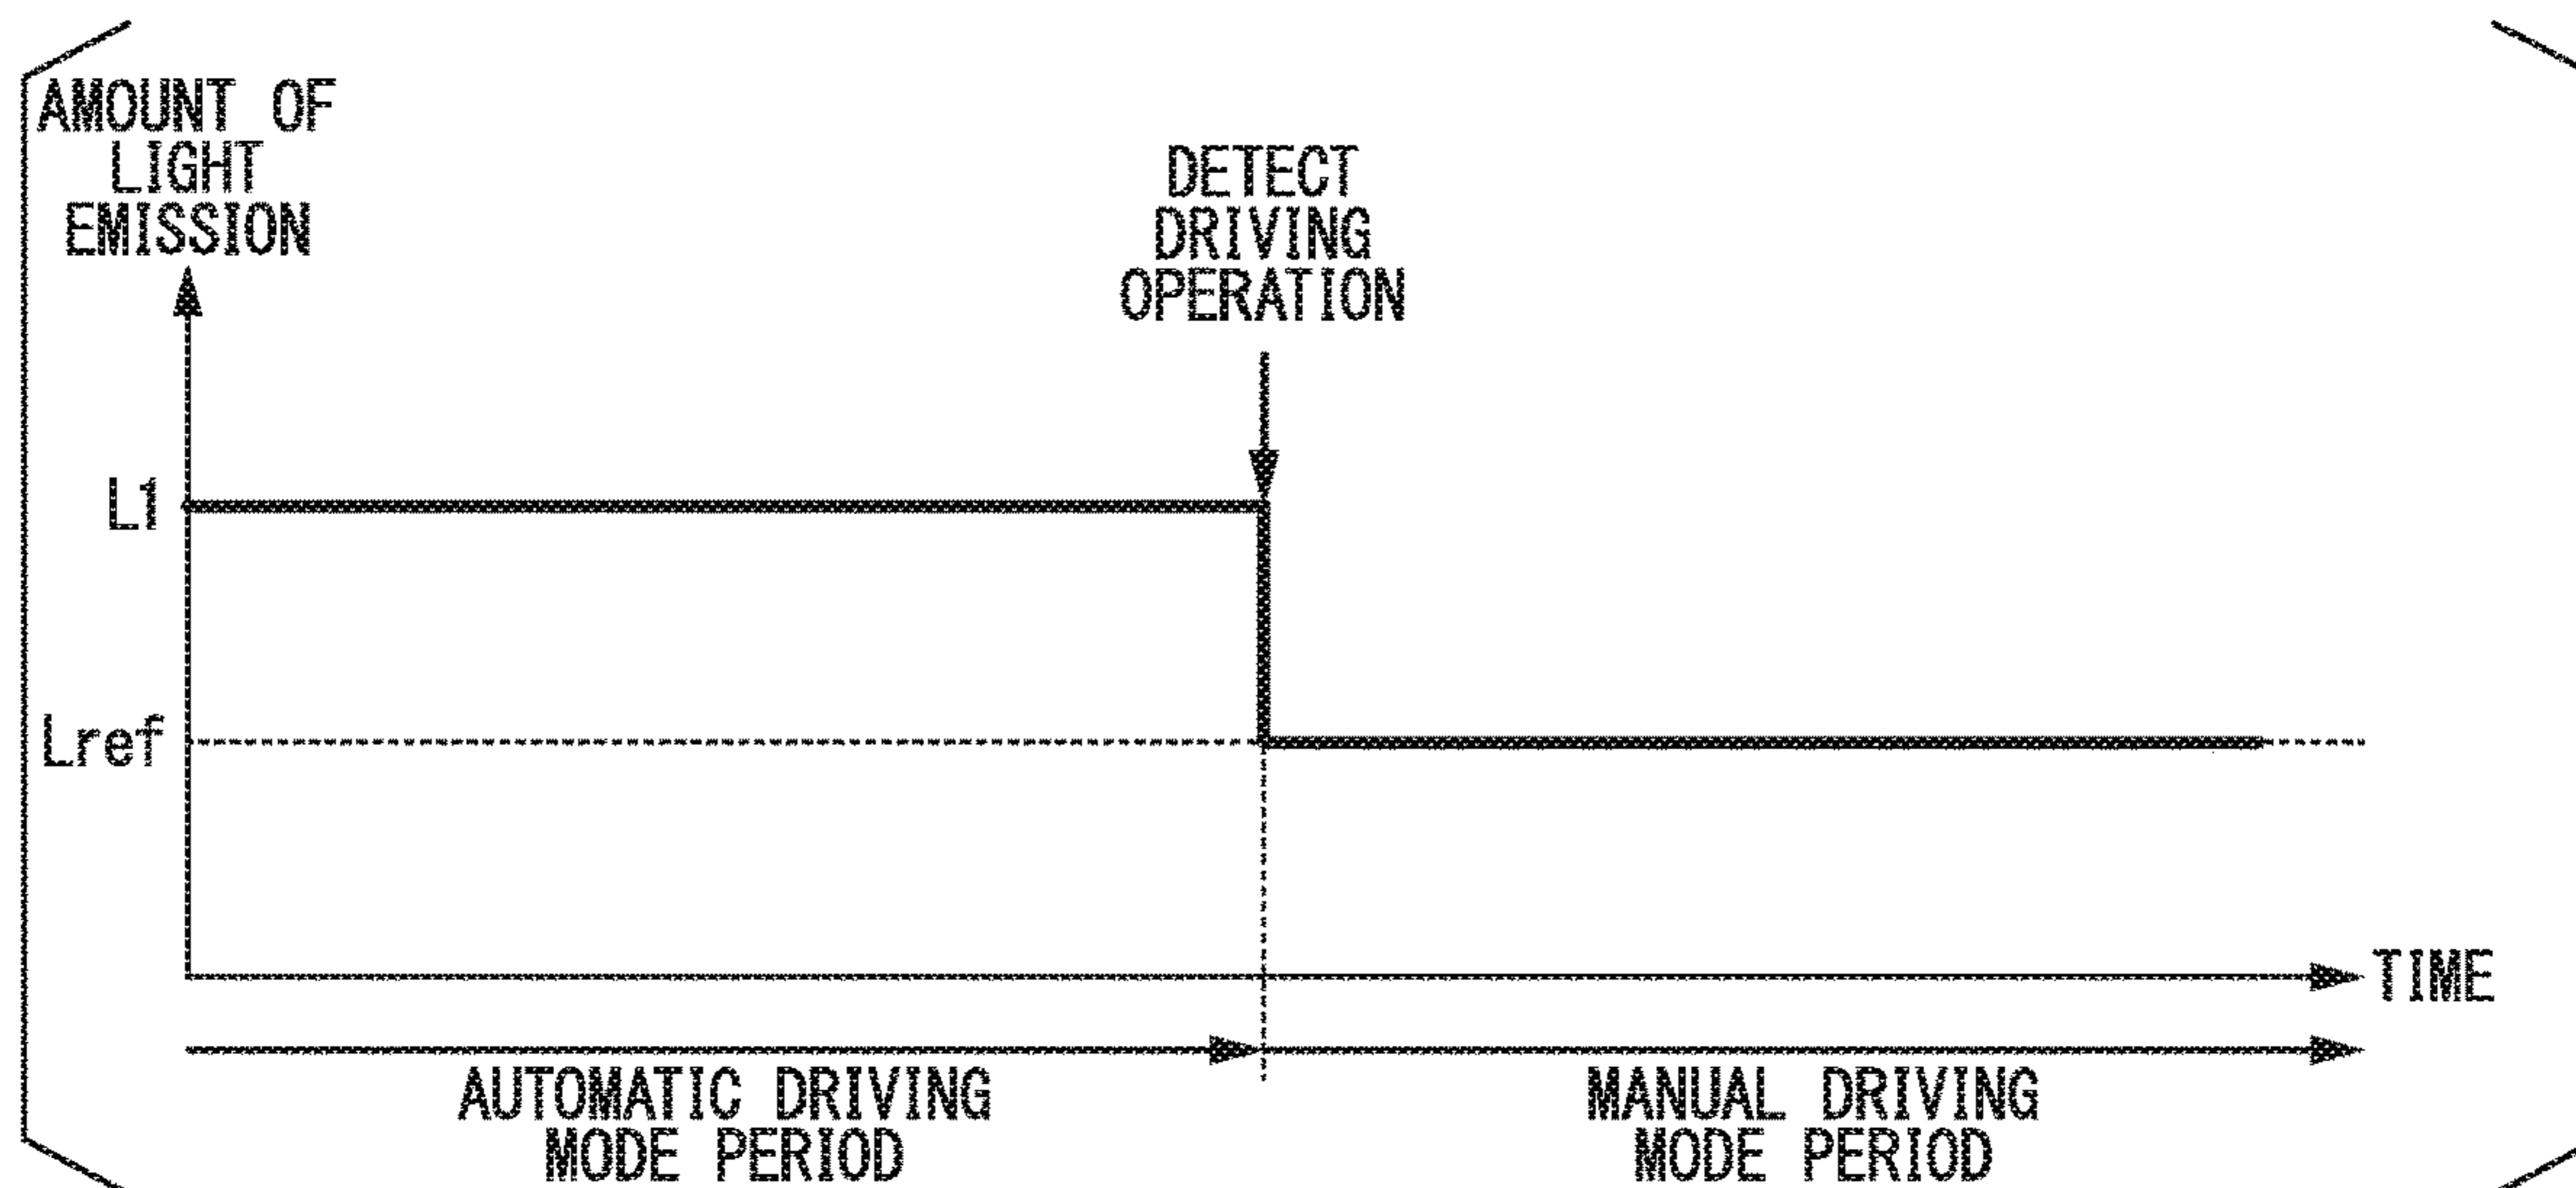 AMOUNT OF
LIGHT
EMISSION
DETECT
DRIVING
OPERATION
L1
Lref
TIME
AUTOMATIC DRIVING
MODE PERIOD
MANUAL DRIVING
MODE PERIOD